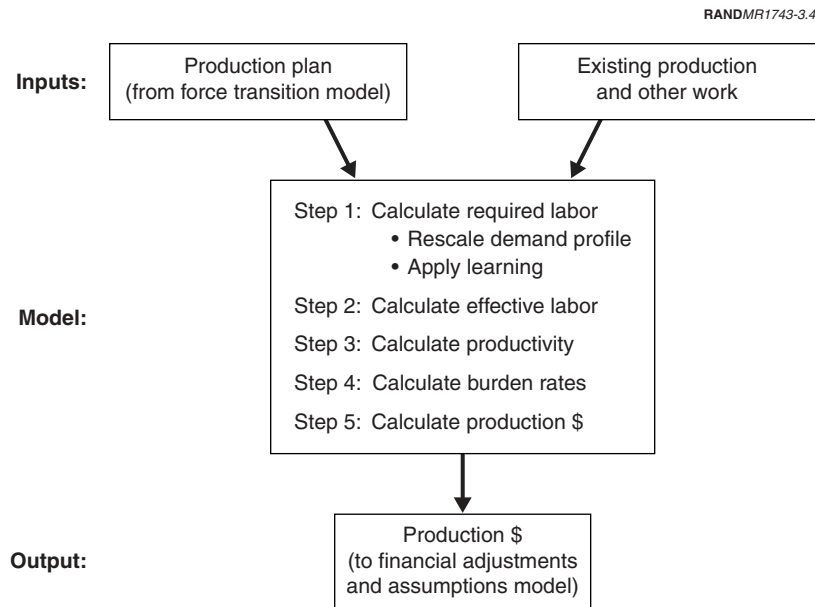 RANDMR1743-3.4
Inputs:
Production plan
(from force transition model)
Existing production
and other work
Model:
Step 1: Calculate required labor
• Rescale demand profile
• Apply learning
Step 2: Calculate effective labor
Step 3: Calculate productivity
Step 4: Calculate burden rates
Step 5: Calculate production $
Output:
Production $
(to financial adjustments
and assumptions model)